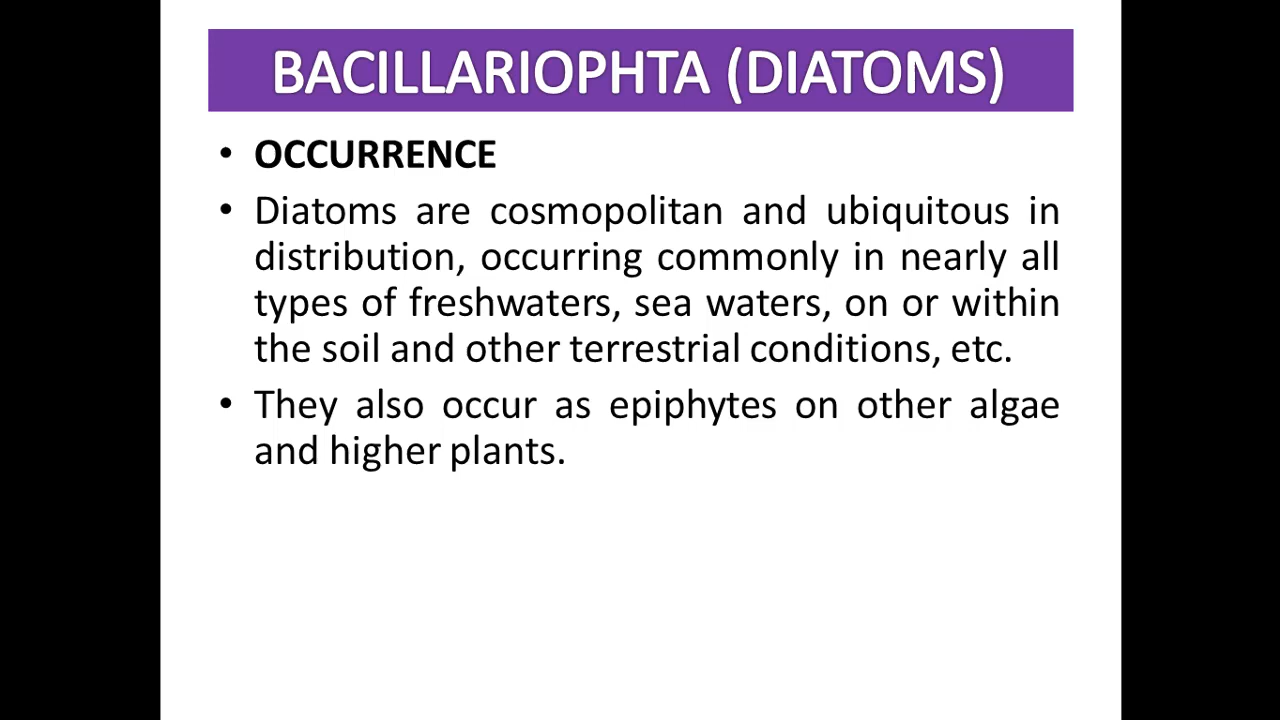 BACILLARIOPHTA (DIATOMS)
• OCCURRENCE
• Diatoms are cosmopolitan and ubiquitous in
distribution, occurring commonly in nearly all
types of freshwaters, sea waters, on or within
the soil and other terrestrial conditions, etc.
• They also occur as epiphytes on other algae
and higher plants.